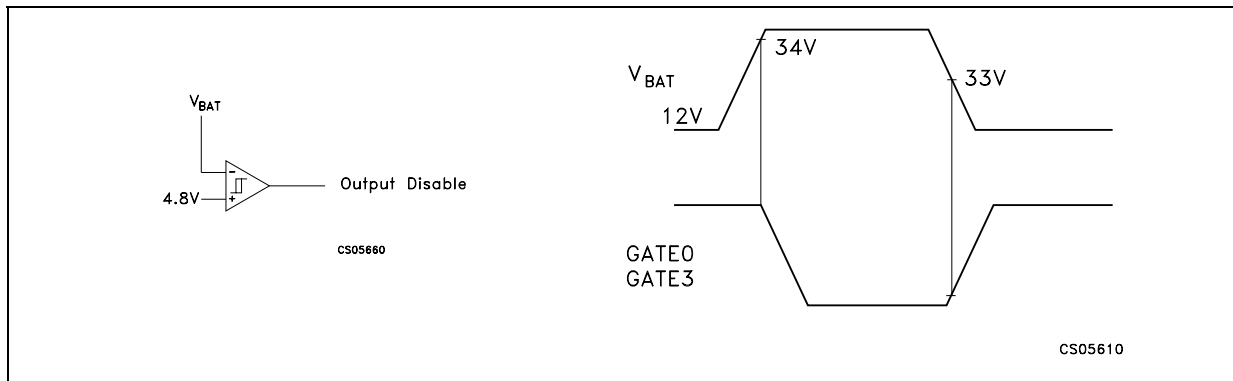 VBAT
4.8V
-
+
Output Disable
CS05660
VBAT
12V
34V
33V
GATE0
GATE3
CS05610